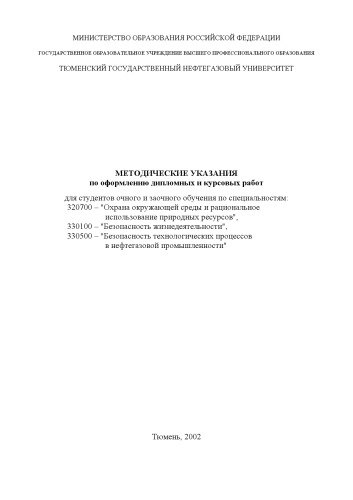 МИНИСТЕРСТВО ОБРАЗОВАНИЯ РОССИЙСКОЙ ФЕДЕРАЦИИ
ГОСУДАРСТВЕННОЕ ОБРАЗОВАТЕЛЬНОЕ УЧРЕЖДЕНИЕ ВЫСШЕГО ПРОФЕССИОНАЛЬНОГО ОБРАЗОВАНИЯ
ТЮМЕНСКИЙ ГОСУДАРСТВЕННЫЙ НЕФТЕГАЗОВЫЙ УНИВЕРСИТЕТ
МЕТОДИЧЕСКИЕ УКАЗАНИЯ
по оформлению дипломных и курсовых работ
для студентов очного и заочного обучения по специальностям:
320700 – "Охрана окружающей среды и рациональное
использование природных ресурсов",
330100 – "Безопасность жизнедеятельности",
330500 – "Безопасность технологических процессов
в нефтегазовой промышленности"
Тюмень, 2002